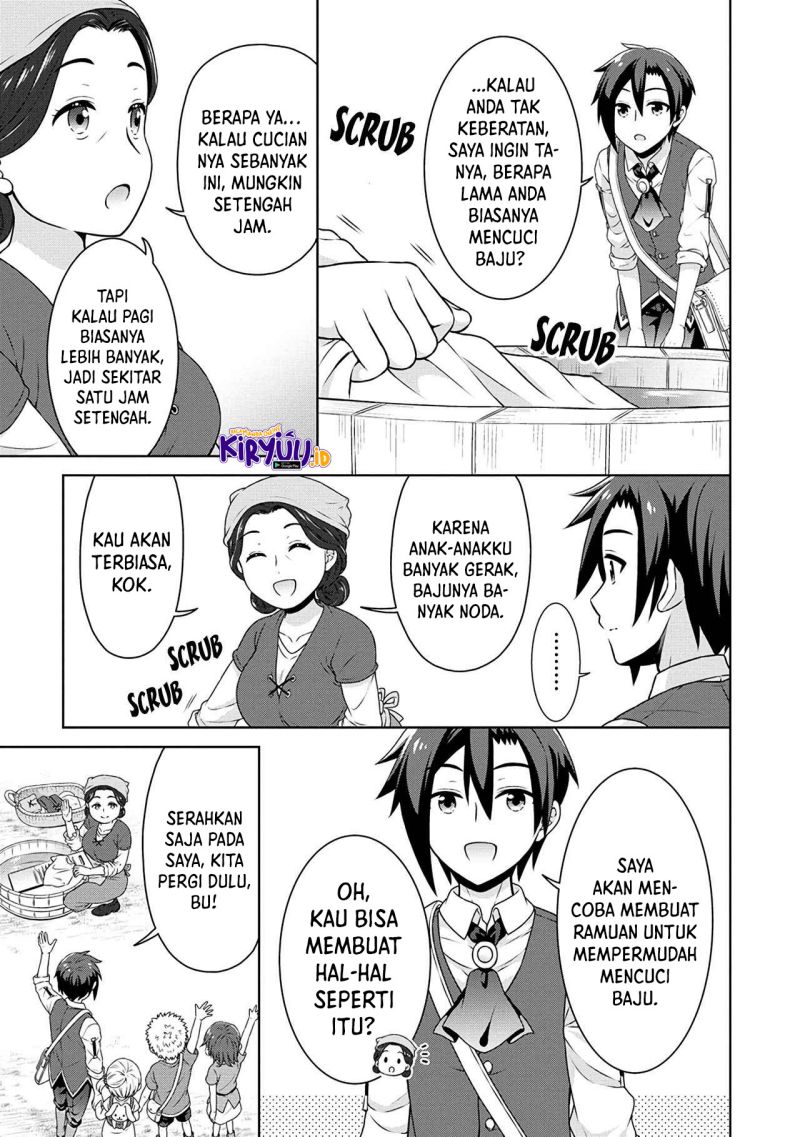 ...KALAU
ANDA TAK
KEBERATAN,
SAYA INGIN TA-
NYA, BERAPA
LAMA ANDA
BIASANYA
MENCUCI
BAJU?
SCRUB
SCRUB
BERAPA YA...
KALAU CUCIAN
NYA SEBANYAK
INI, MUNGKIN
SETENGAH
JAM.
TAPI
KALAU PAGI
BIASANYA
LEBIH BANYAK,
JADI SEKITAR
SATU JAM
SETENGAH.
KIRYUU.ID
KARENA
ANAK-ANAKKU
BANYAK GERAK,
BAJUNYA BA-
NYAK NODA.
.........
KAU AKAN
TERBIASA,
KOK.
SCRUB
SCRUB
SAYA
AKAN MEN-
COBA MEMBUAT
RAMUAN UNTUK
MEMPERMUDAH
MENCUCI
BAJU.
OH,
KAU BISA
MEMBUAT
HAL-HAL
SEPERTI
ITU?
SERAHKAN
SAJA PADA
SAYA, KITA
PERGI DULU,
BU!